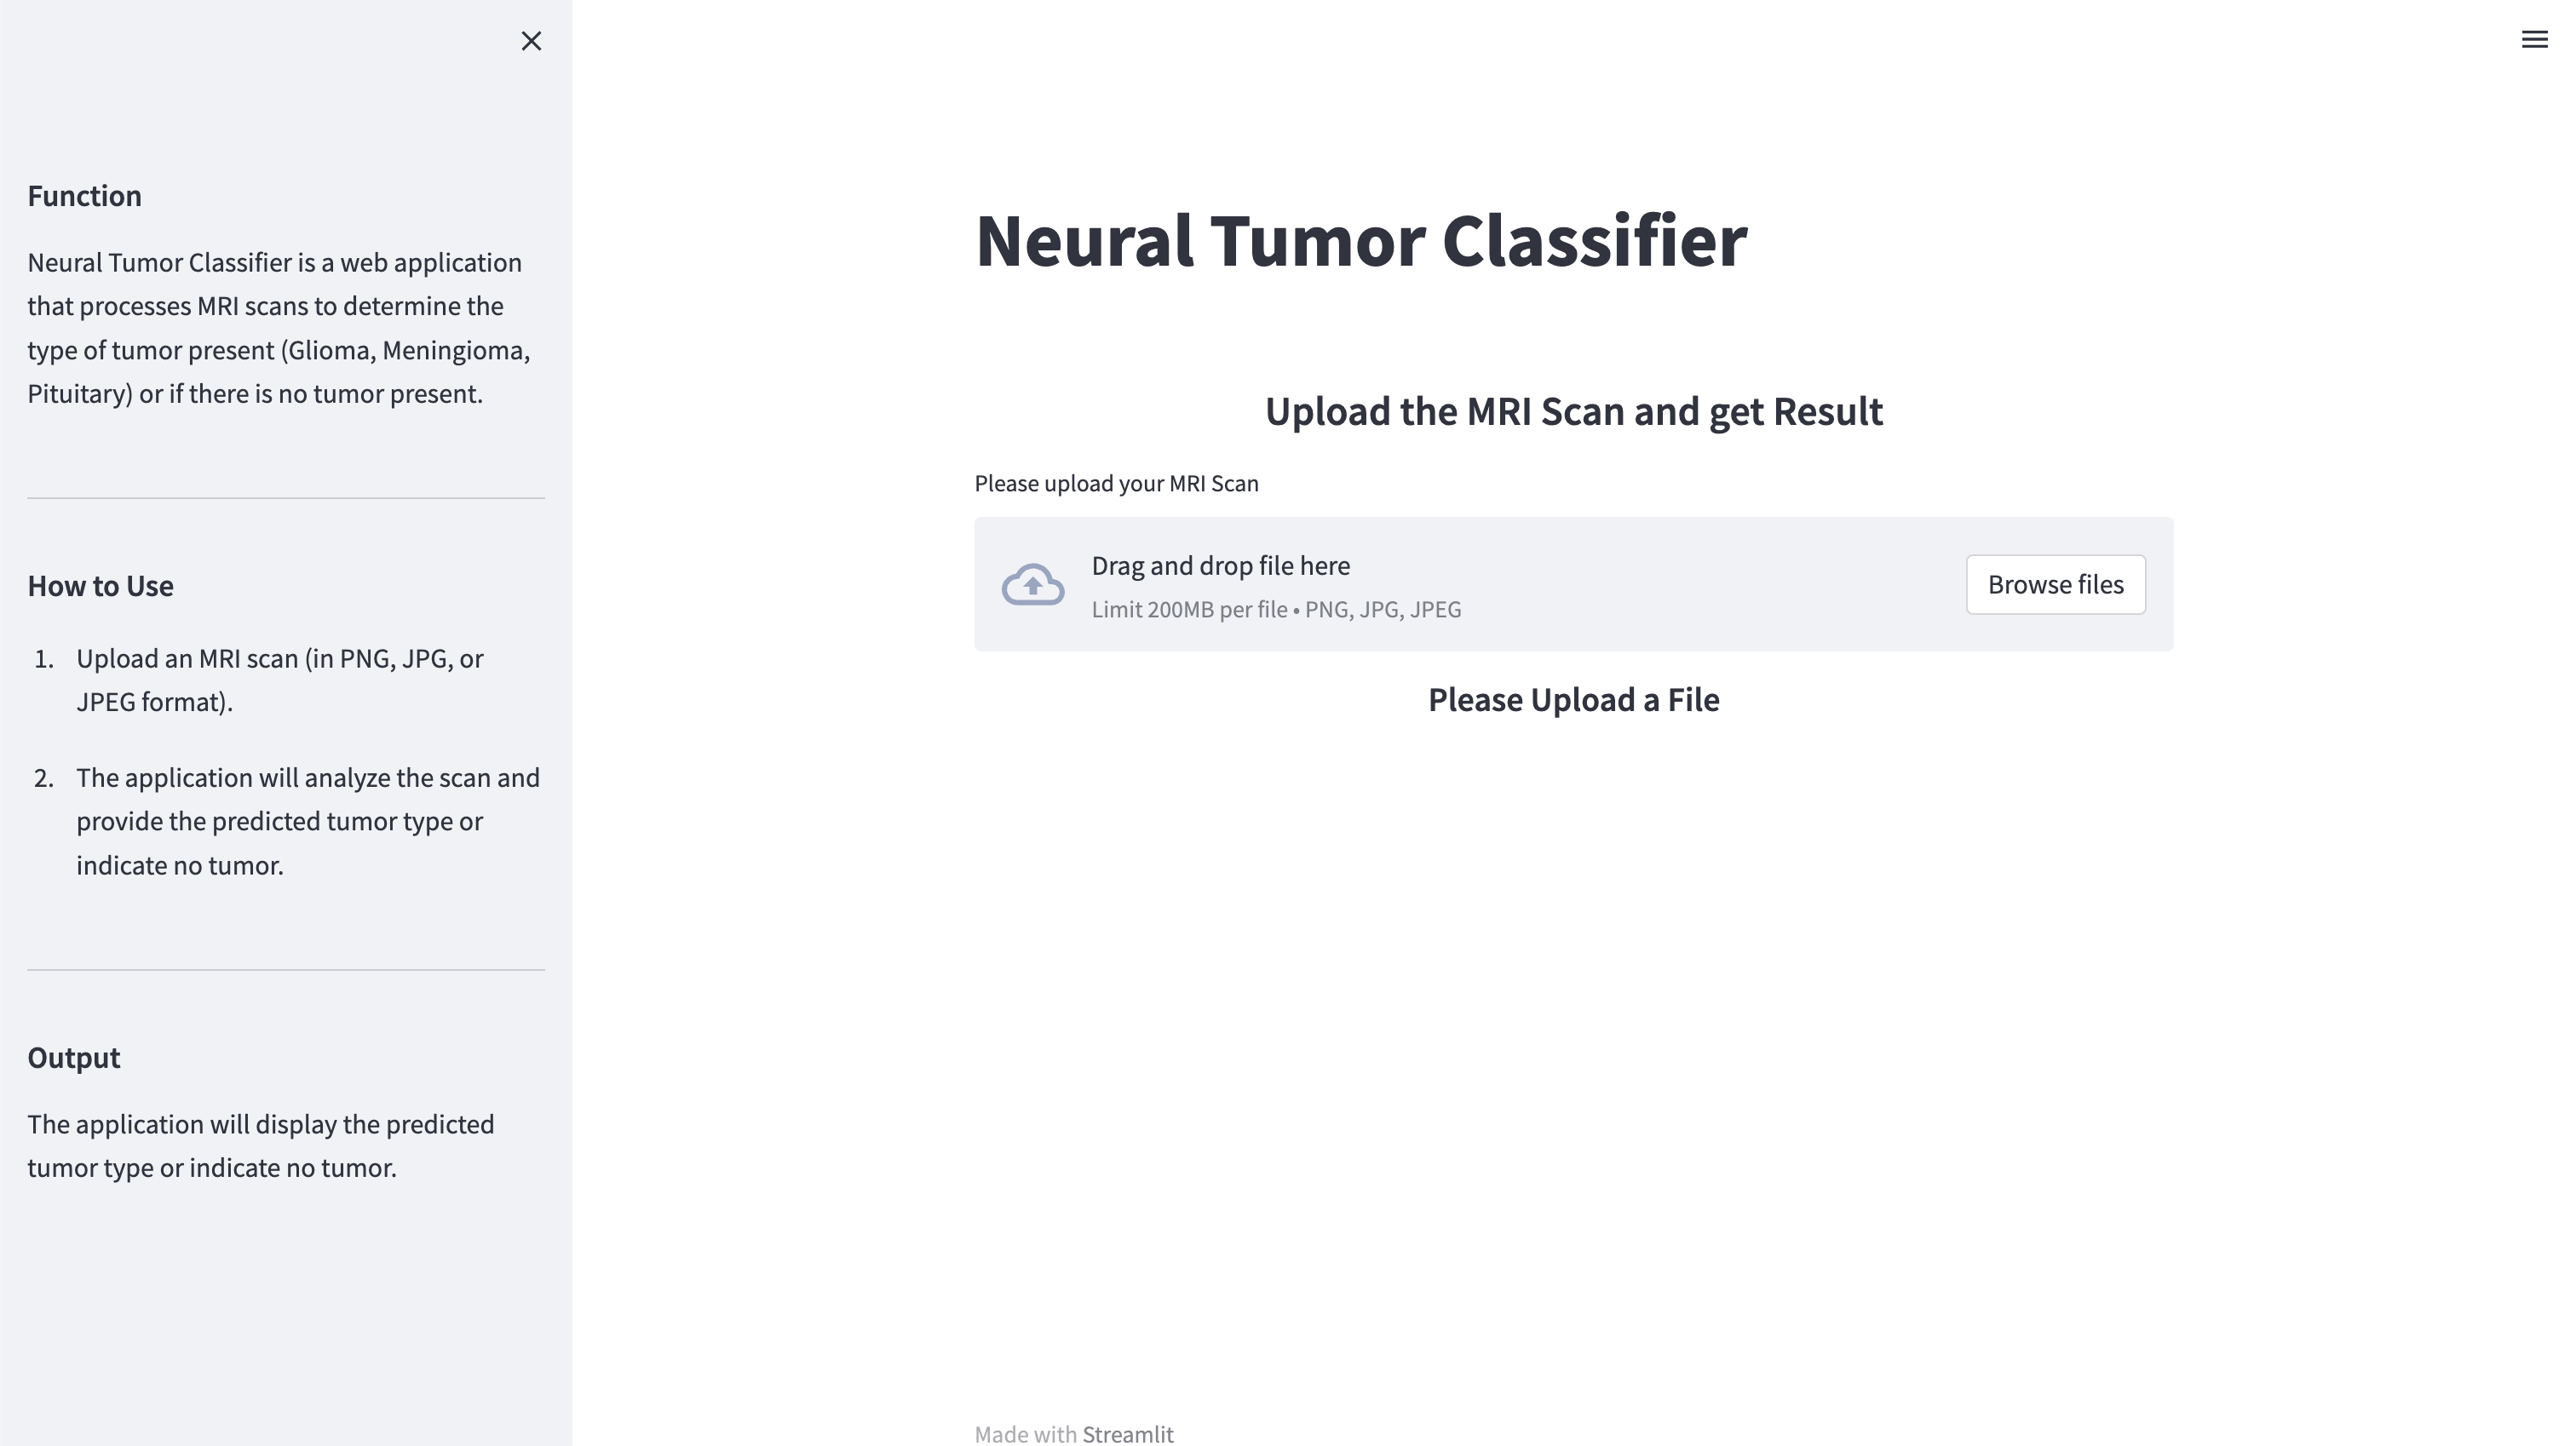 Function
Neural Tumor Classifier is a web application
that processes MRI scans to determine the
type of tumor present (Glioma, Meningioma,
Pituitary) or if there is no tumor present.
How to Use
1. Upload an MRI scan (in PNG, JPG, or
JPEG format).
2. The application will analyze the scan and
provide the predicted tumor type or
indicate no tumor.
Output
The application will display the predicted
tumor type or indicate no tumor.
Neural Tumor Classifier
Upload the MRI Scan and get Result
Please upload your MRI Scan
Drag and drop file here
Limit 200MB per file • PNG, JPG, JPEG
Browse files
Please Upload a File
Made with Streamlit